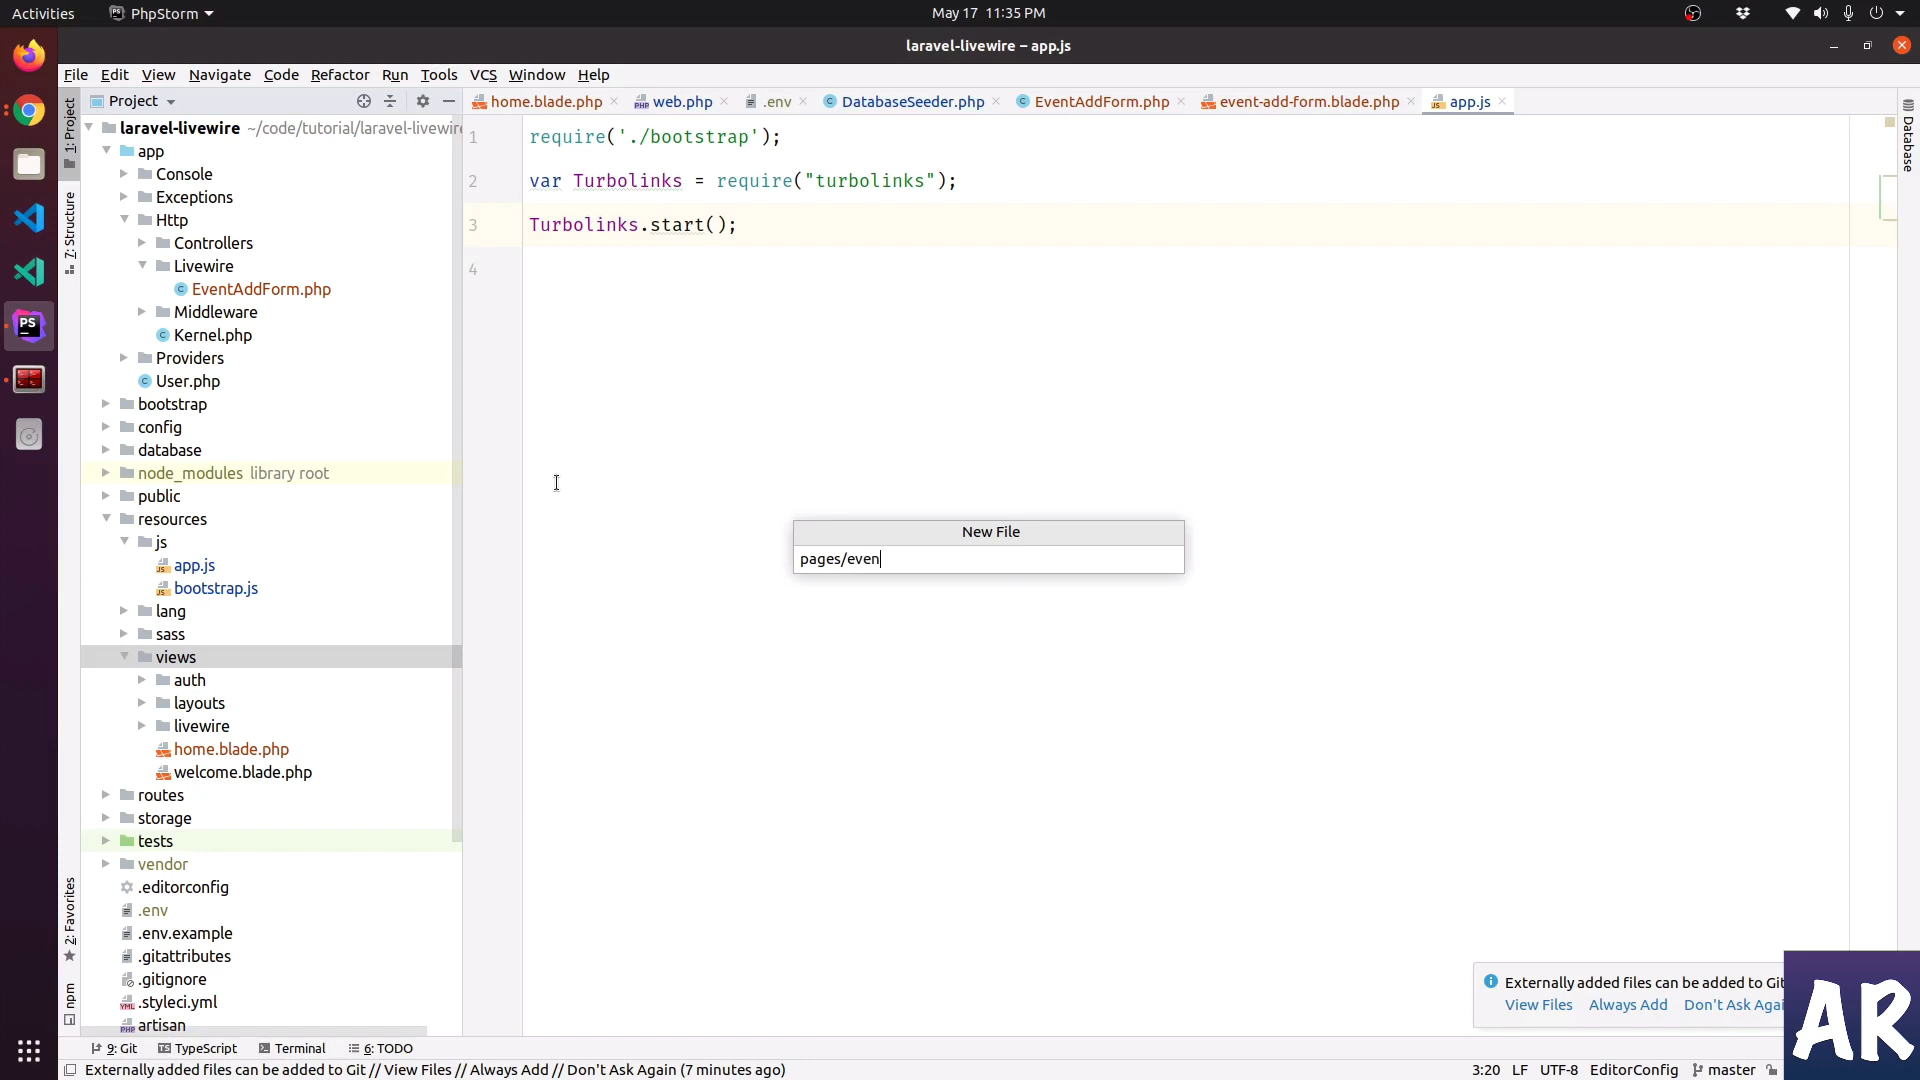 Activities PhpStorm May 17 11:35 PM
laravel-livewire – app.js
File Edit View Navigate Code Refactor Run Tools VCS Window Help
Project
home.blade.php web.php .env DatabaseSeeder.php EventAddForm.php event-add-form.blade.php app.js
1: Project
7: Structure
2: Favorites
npm
Database
laravel-livewire ~/code/tutorial/laravel-livewire
app
Console
Exceptions
Http
Controllers
Livewire
EventAddForm.php
Middleware
Kernel.php
Providers
User.php
bootstrap
config
database
node_modules library root
public
resources
js
app.js
bootstrap.js
lang
sass
views
auth
layouts
livewire
home.blade.php
welcome.blade.php
routes
storage
tests
vendor
.editorconfig
.env
.env.example
.gitattributes
.gitignore
.styleci.yml
artisan
1 require('./bootstrap');
2 var Turbolinks = require("turbolinks");
3 Turbolinks.start();
4
New File
pages/even
Externally added files can be added to Git
View Files Always Add Don't Ask Agai
AR
9: Git TypeScript Terminal 6: TODO
Externally added files can be added to Git // View Files // Always Add // Don't Ask Again (7 minutes ago) 3:20 LF UTF-8 EditorConfig master